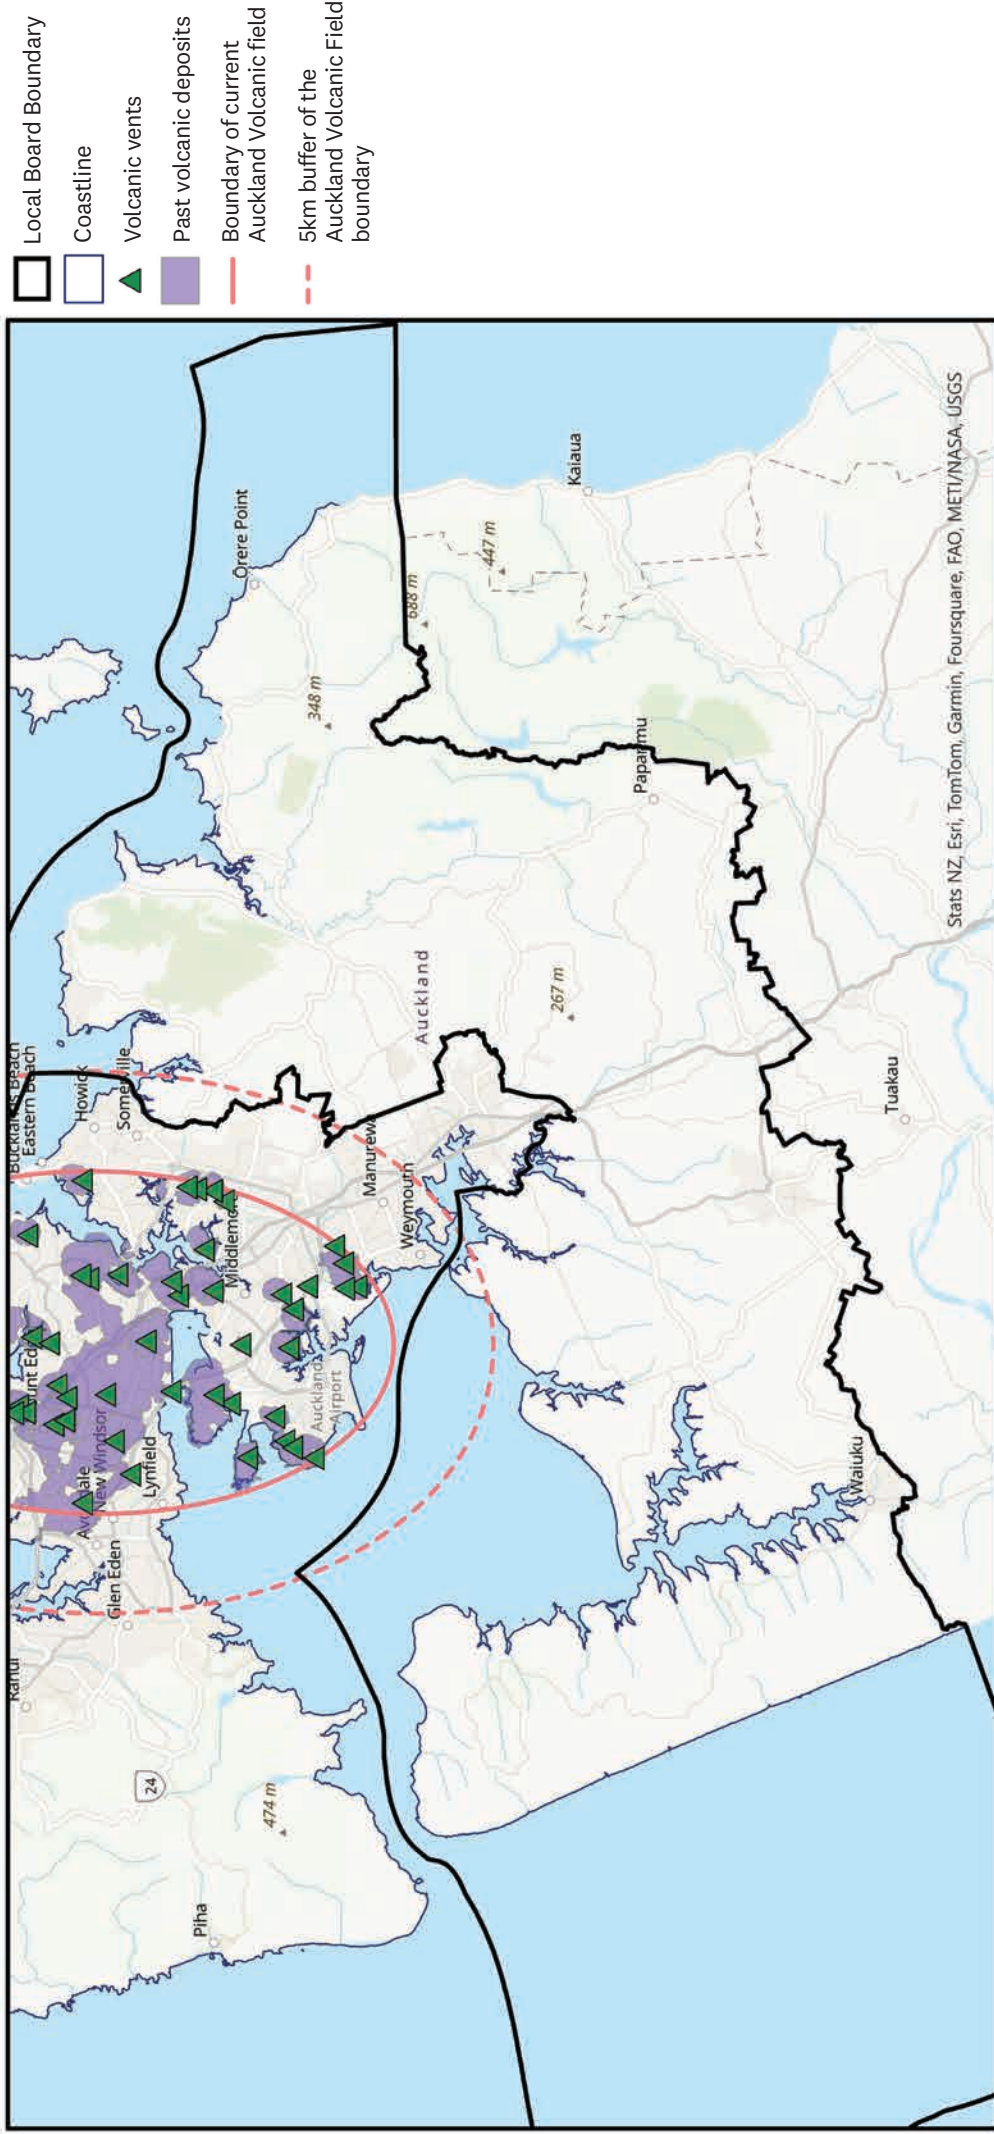 Local Board Boundary
Coastline
Volcanic vents
Past volcanic deposits
Boundary of current
Auckland Volcanic field
5km buffer of the
Auckland Volcanic Field
boundary
Bucklands Beach
Eastern Beach
Howick
Somerville
Orere Point
Kaiaua
688 m
447 m
348 m
Auckland
267 m
Manurewa
Weymouth
Tuakau
Lynfield
New Windsor
Glen Eden
Ranui
24
474 m
Piha
Auckland
Airport
Waiuku
Stats NZ, Esri, TomTom, Garmin, Foursquare, FAO, METI/NASA, USGS